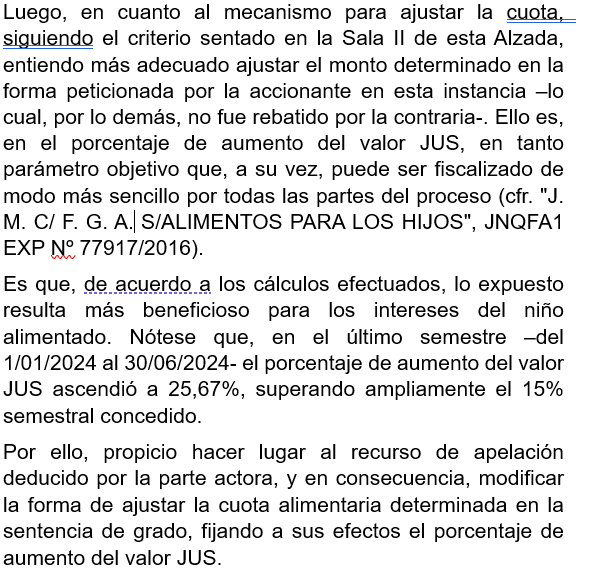 Luego, en cuanto al mecanismo para ajustar la cuota,
siguiendo el criterio sentado en la Sala II de esta Alzada,
entiendo más adecuado ajustar el monto determinado en la
forma peticionada por la accionante en esta instancia –lo
cual, por lo demás, no fue rebatido por la contraria-. Ello es,
en el porcentaje de aumento del valor JUS, en tanto
parámetro objetivo que, a su vez, puede ser fiscalizado de
modo más sencillo por todas las partes del proceso (cfr. "J.
M. C/ F. G. A. S/ALIMENTOS PARA LOS HIJOS", JNQFA1
EXP Nº 77917/2016).
Es que, de acuerdo a los cálculos efectuados, lo expuesto
resulta más beneficioso para los intereses del niño
alimentado. Nótese que, en el último semestre –del
1/01/2024 al 30/06/2024- el porcentaje de aumento del valor
JUS ascendió a 25,67%, superando ampliamente el 15%
semestral concedido.
Por ello, propicio hacer lugar al recurso de apelación
deducido por la parte actora, y en consecuencia, modificar
la forma de ajustar la cuota alimentaria determinada en la
sentencia de grado, fijando a sus efectos el porcentaje de
aumento del valor JUS.